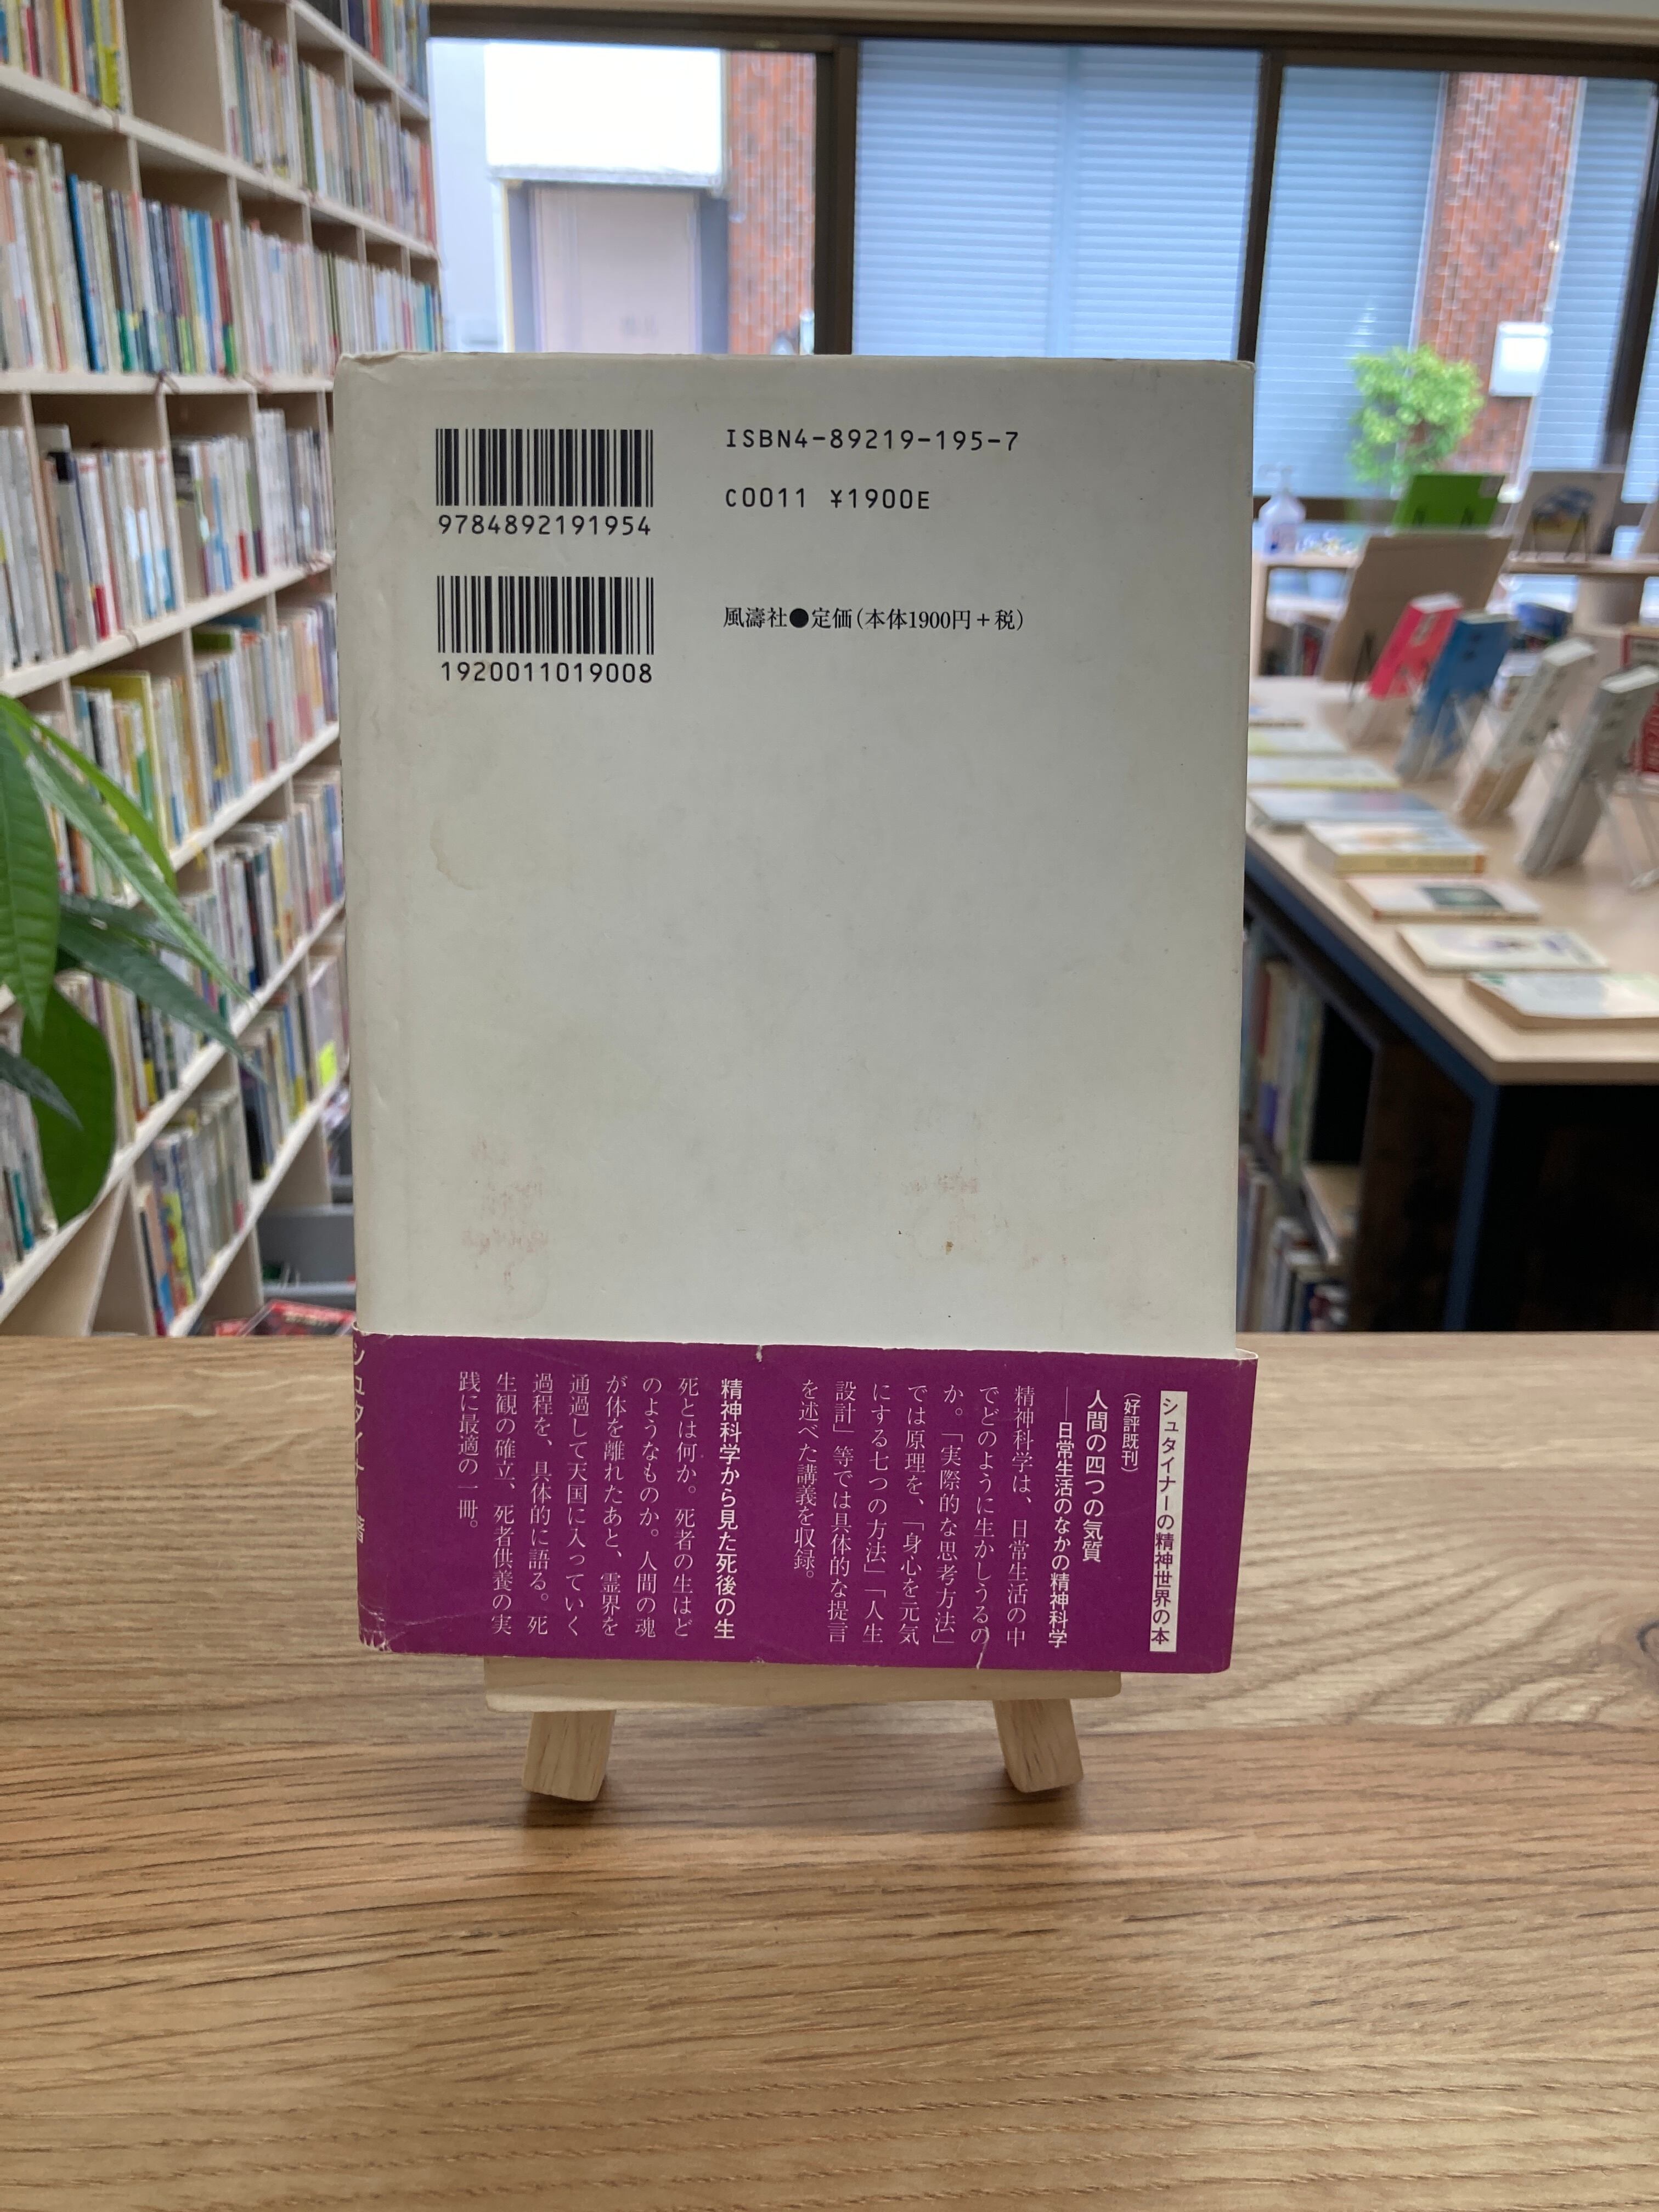 9784892191954
1920011019008
ISBN4-89219-195-7
C0011 ¥1900E
風濤社●定価(本体1900円+税)
シュタイナーの精神世界の本
(好評既刊)
人間の四つの気質
――日常生活のなかの精神科学
精神科学は、日常生活の中
でどのように生かしうるの
か。「実際的な思考方法」
では原理を、「身心を元気
にする七つの方法」「人生
設計」等では具体的な提言
を述べた講義を収録。
精神科学から見た死後の生
死とは何か。死者の生はど
のようなものか。人間の魂
が体を離れたあと、霊界を
通過して天国に入っていく
過程を、具体的に語る。死
生観の確立、死者供養の実
践に最適の一冊。
シュタイナー著